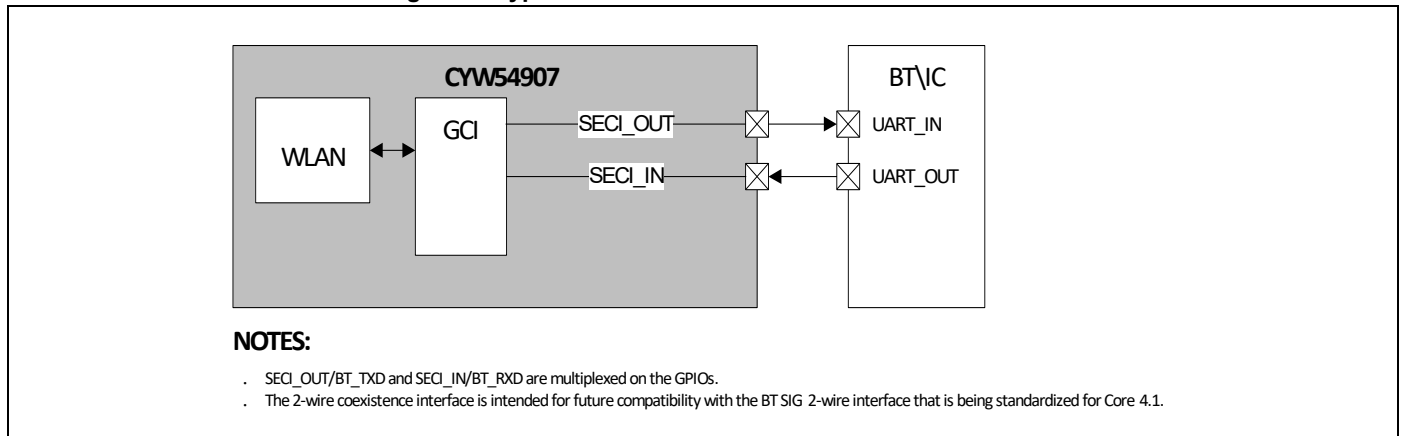 CYW54907
BT\IC
WLAN
GCI
SECI_OUT
UART_IN
SECI_IN
UART_OUT
NOTES:
. SECI_OUT/BT_TXD and SECI_IN/BT_RXD are multiplexed on the GPIOs.
. The 2-wire coexistence interface is intended for future compatibility with the BT SIG 2-wire interface that is being standardized for Core 4.1.